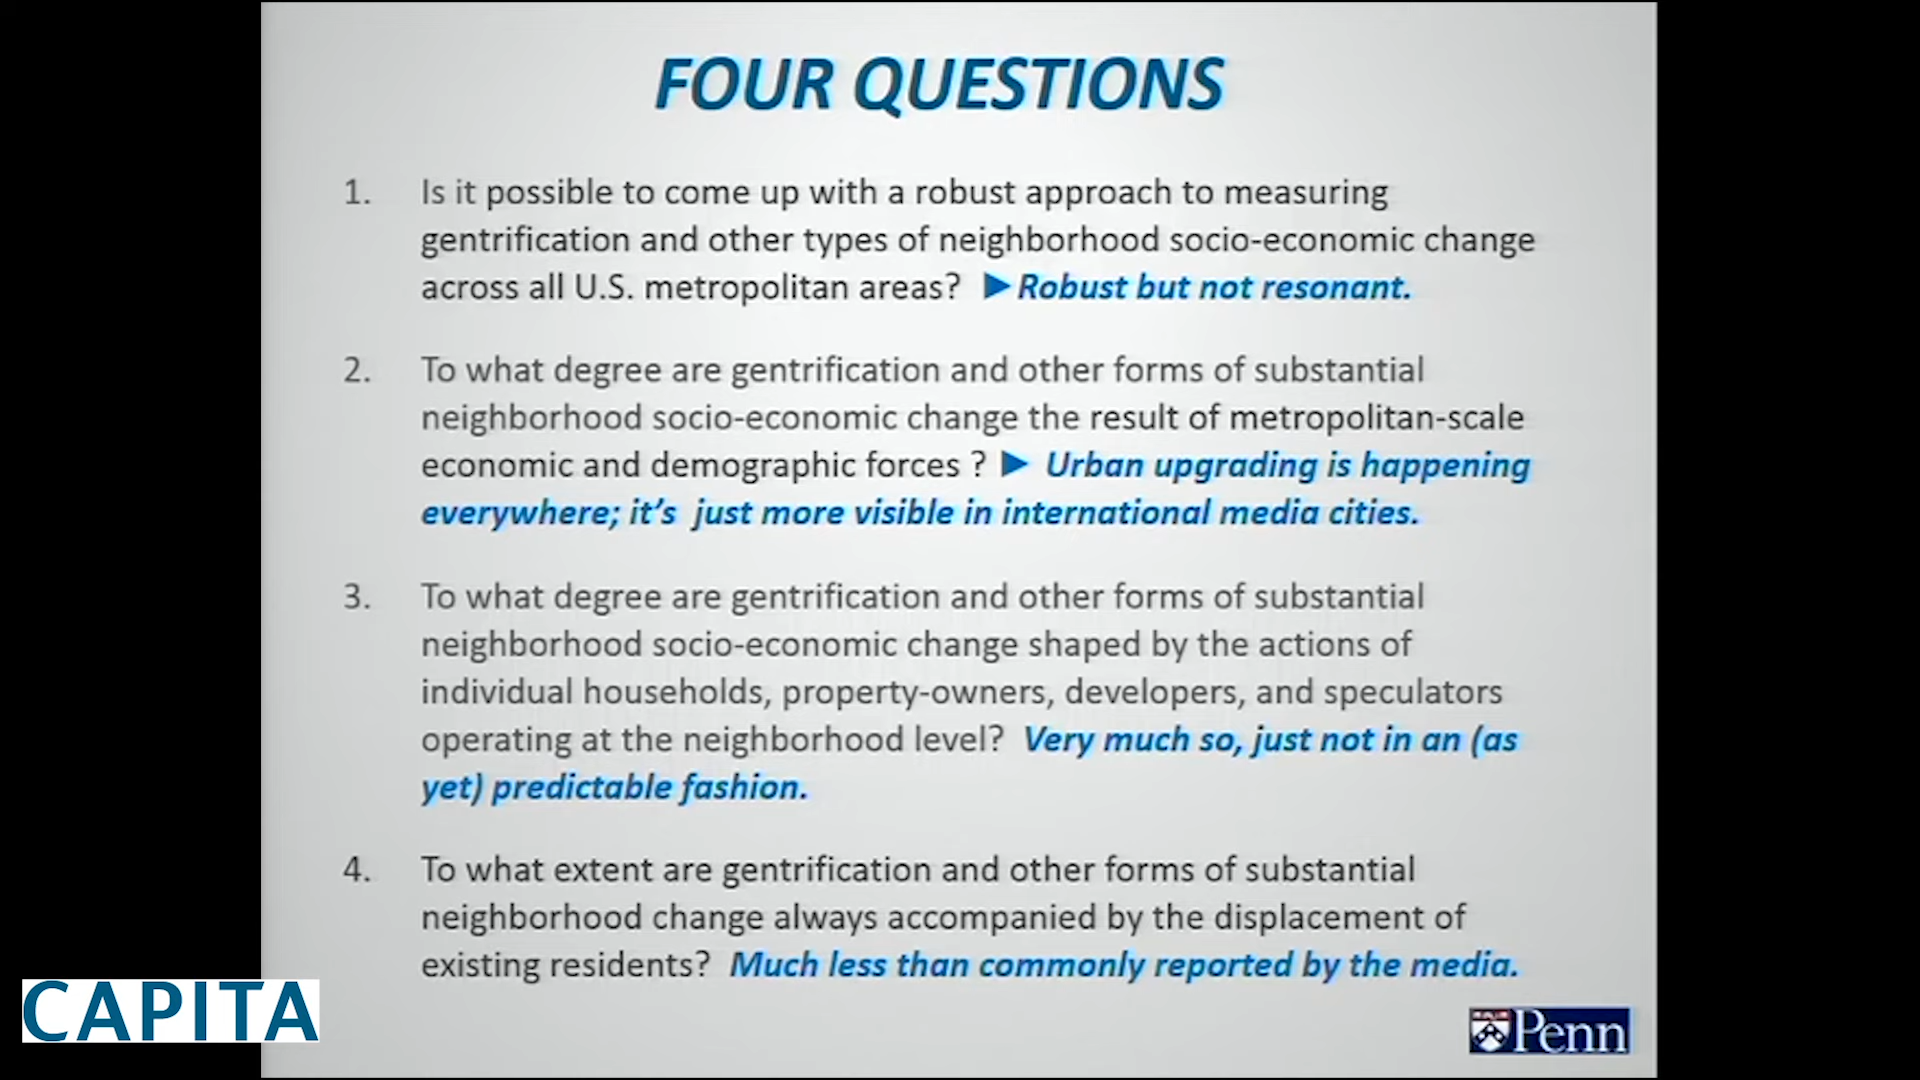 FOUR QUESTIONS
1. Is it possible to come up with a robust approach to measuring
gentrification and other types of neighborhood socio-economic change
across all U.S. metropolitan areas? ►Robust but not resonant.
2. To what degree are gentrification and other forms of substantial
neighborhood socio-economic change the result of metropolitan-scale
economic and demographic forces ? ► Urban upgrading is happening
everywhere; it's just more visible in international media cities.
3. To what degree are gentrification and other forms of substantial
neighborhood socio-economic change shaped by the actions of
individual households, property-owners, developers, and speculators
operating at the neighborhood level? Very much so, just not in an (as
yet) predictable fashion.
4. To what extent are gentrification and other forms of substantial
neighborhood change always accompanied by the displacement of
existing residents? Much less than commonly reported by the media.
CAPITA
Penn